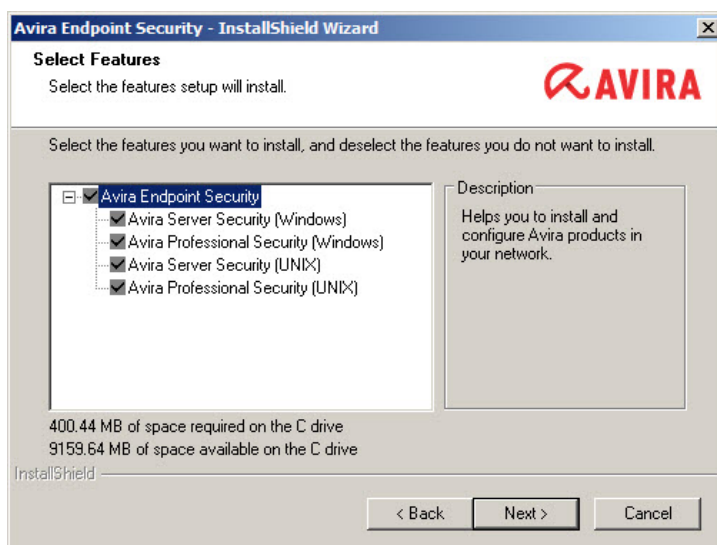 Avira Endpoint Security - InstallShield Wizard
Select Features
Select the features setup will install.
AVIRA
Select the features you want to install, and deselect the features you do not want to install.
Avira Endpoint Security
Avira Server Security (Windows)
Avira Professional Security (Windows)
Avira Server Security (UNIX)
Avira Professional Security (UNIX)
Description
Helps you to install and
configure Avira products in
your network.
400.44 MB of space required on the C drive
9159.64 MB of space available on the C drive
InstallShield
< Back
Next >
Cancel